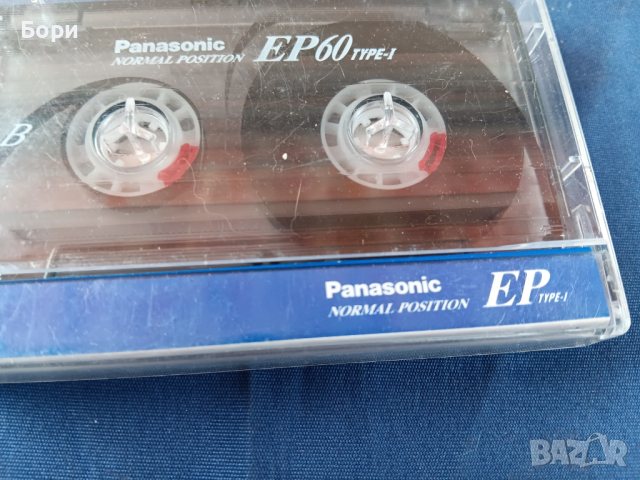 Бори
Panasonic EP60 TYPE-I
NORMAL POSITION
B
Panasonic EP TYPE-I
NORMAL POSITION
BAZAR